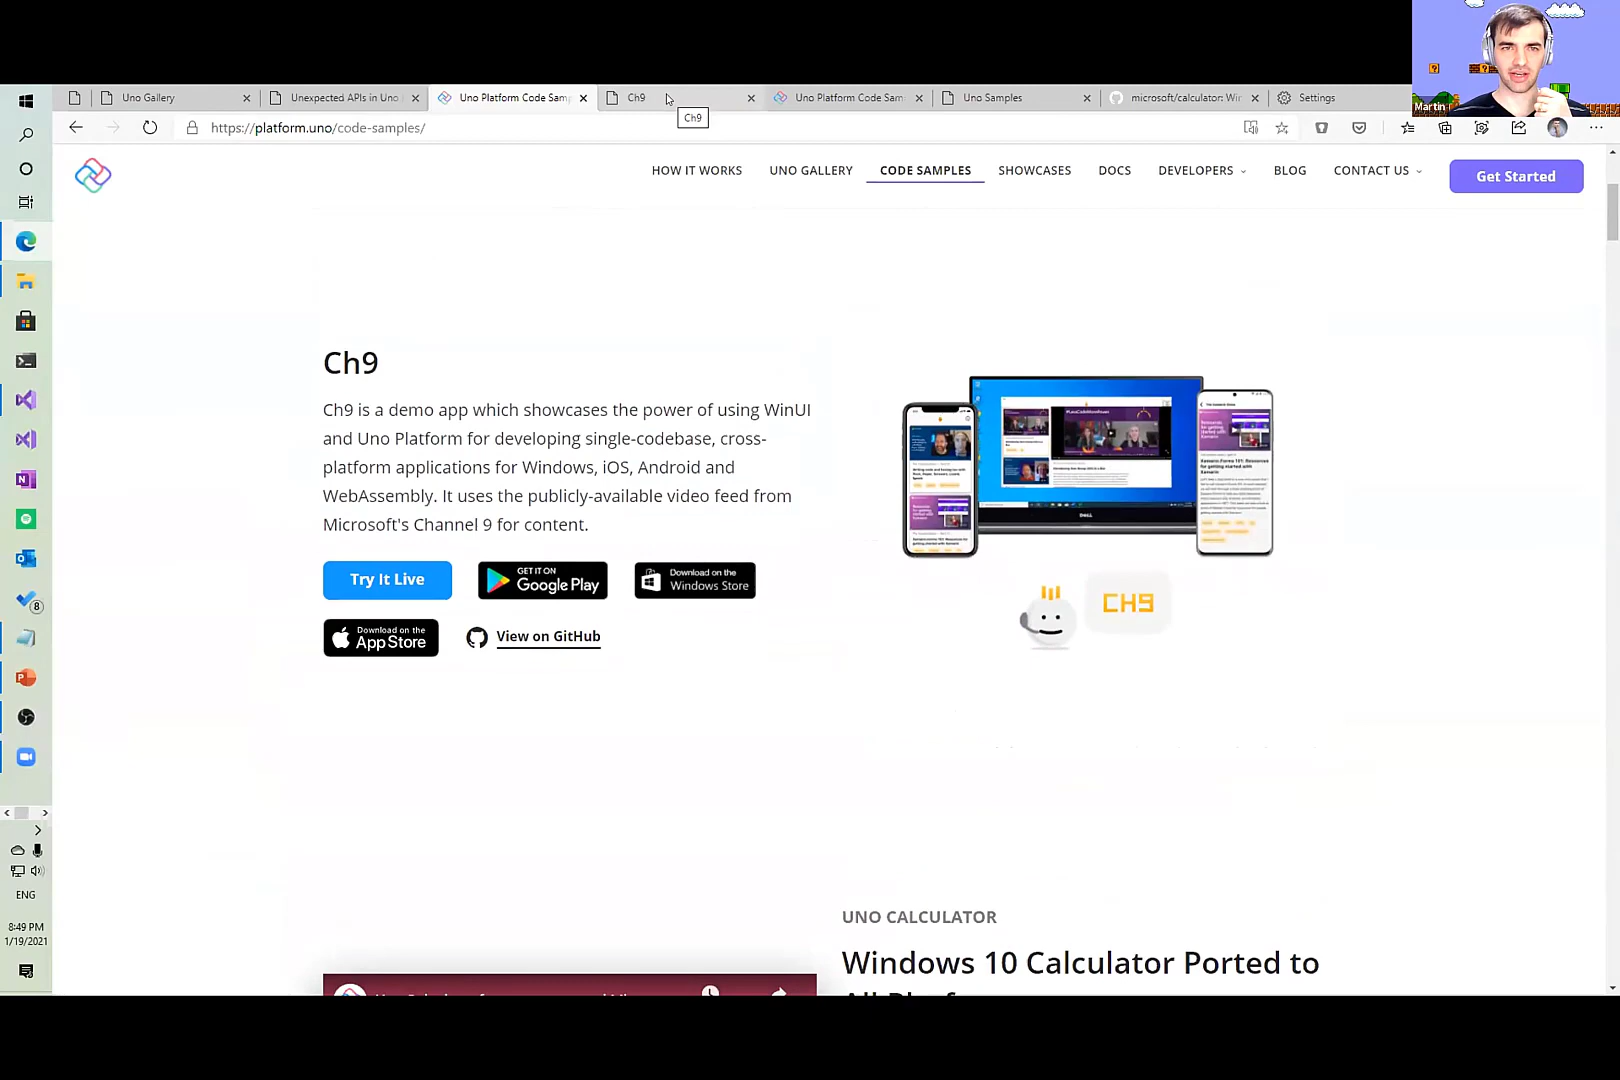 Martin
Uno Gallery
Unexpected APIs in Uno
Uno Platform Code Sam
Ch9
Uno Platform Code Sam
Uno Samples
microsoft/calculator: Wir
Settings
Ch9
https://platform.uno/code-samples/
HOW IT WORKS
UNO GALLERY
CODE SAMPLES
SHOWCASES
DOCS
DEVELOPERS
BLOG
CONTACT US
Get Started
Ch9
Ch9 is a demo app which showcases the power of using WinUI
and Uno Platform for developing single-codebase, cross-
platform applications for Windows, iOS, Android and
WebAssembly. It uses the publicly-available video feed from
Microsoft's Channel 9 for content.
Try It Live
GET IT ON
Google Play
Download on the
Windows Store
Download on the
App Store
View on GitHub
DELL
CH9
UNO CALCULATOR
Windows 10 Calculator Ported to
8
ENG
8:49 PM
1/19/2021